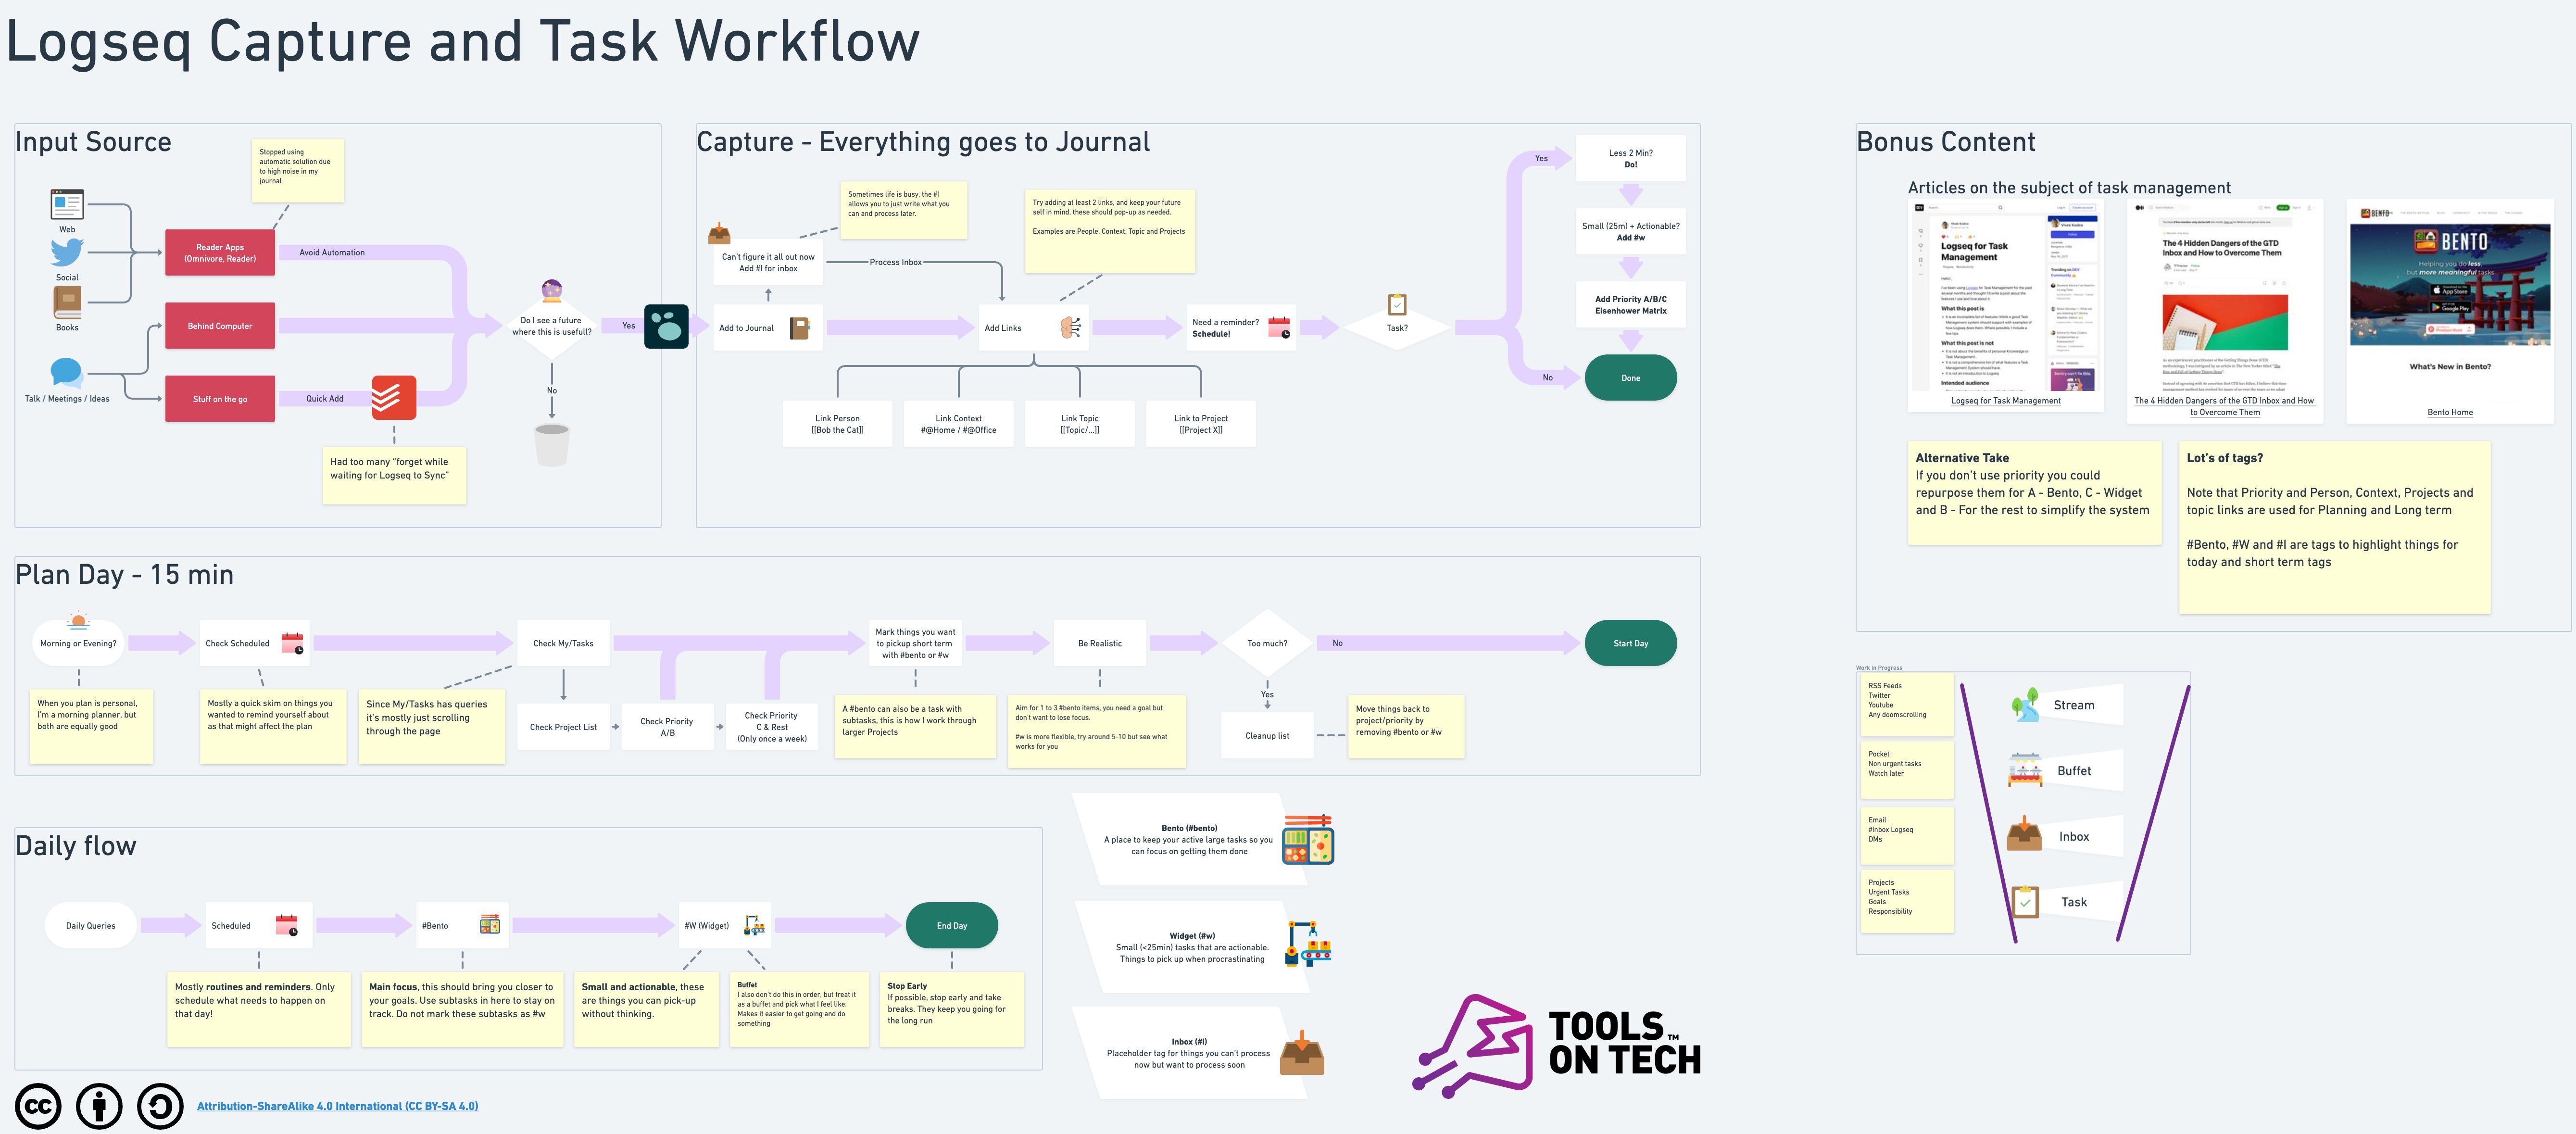 Logseq Capture and Task Workflow
Input Source
Stopped using
automatic solution due
to high noise in my
journal
Web
Social
Books
Talk / Meetings / Ideas
Reader Apps
(Omnivore, Reader)
Avoid Automation
Behind Computer
Stuff on the go
Quick Add
Had too many "forget while
waiting for Logseq to Sync"
Do I see a future
where this is usefull?
Yes
No
Capture - Everything goes to Journal
Sometimes life is busy, the #I
allows you to just write what you
can and process later.
Try adding at least 2 links, and keep your future
self in mind, these should pop-up as needed.
Examples are People, Context, Topic and Projects
Can't figure it all out now
Add #I for inbox
Process Inbox
Add to Journal
Add Links
Need a reminder?
Schedule!
Task?
Link Person
[[Bob the Cat]]
Link Context
#@Home / #@Office
Link Topic
[[Topic/...]]
Link to Project
[[Project X]]
Yes
No
Less 2 Min?
Do!
Small (25m) + Actionable?
Add #w
Add Priority A/B/C
Eisenhower Matrix
Done
Bonus Content
Articles on the subject of task management
Logseq for Task
Management
What this post is
What this post is not
Intended audience
Logseq for Task Management
The 4 Hidden Dangers of the GTD
Inbox and How to Overcome Them
The 4 Hidden Dangers of the GTD Inbox and How
to Overcome Them
BENTO
BENTO
Helping you do less
but more meaningful tasks
App Store
Google Play
What's New in Bento?
Bento Home
Alternative Take
If you don't use priority you could
repurpose them for A - Bento, C - Widget
and B - For the rest to simplify the system
Lot's of tags?
Note that Priority and Person, Context, Projects and
topic links are used for Planning and Long term
#Bento, #W and #I are tags to highlight things for
today and short term tags
Plan Day - 15 min
Morning or Evening?
When you plan is personal,
I'm a morning planner, but
both are equally good
Check Scheduled
Mostly a quick skim on things you
wanted to remind yourself about
as that might affect the plan
Check My/Tasks
Since My/Tasks has queries
it's mostly just scrolling
through the page
Check Project List
Check Priority
A/B
Check Priority
C & Rest
(Only once a week)
Mark things you want
to pickup short term
with #bento or #w
A #bento can also be a task with
subtasks, this is how I work through
larger Projects
Be Realistic
Aim for 1 to 3 #bento items, you need a goal but
don't want to lose focus.
#w is more flexible, try around 5-10 but see what
works for you
Too much?
No
Yes
Cleanup list
Move things back to
project/priority by
removing #bento or #w
Start Day
Work in Progress
RSS Feeds
Twitter
Youtube
Any doomscrolling
Stream
Pocket
Non urgent tasks
Watch later
Buffet
Email
#Inbox Logseq
DMs
Inbox
Projects
Urgent Tasks
Goals
Responsibility
Task
Daily flow
Daily Queries
Scheduled
Mostly routines and reminders. Only
schedule what needs to happen on
that day!
#Bento
Main focus, this should bring you closer to
your goals. Use subtasks in here to stay on
track. Do not mark these subtasks as #w
#W (Widget)
Small and actionable, these
are things you can pick-up
without thinking.
Buffet
I also don't do this in order, but treat it
as a buffet and pick what I feel like.
Makes it easier to get going and do
something
End Day
Stop Early
If possible, stop early and take
breaks. They keep you going for
the long run
Bento (#bento)
A place to keep your active large tasks so you
can focus on getting them done
Widget (#w)
Small (<25min) tasks that are actionable.
Things to pick up when procrastinating
Inbox (#i)
Placeholder tag for things you can't process
now but want to process soon
TOOLS TM
ON TECH
CC
Attribution-ShareAlike 4.0 International (CC BY-SA 4.0)